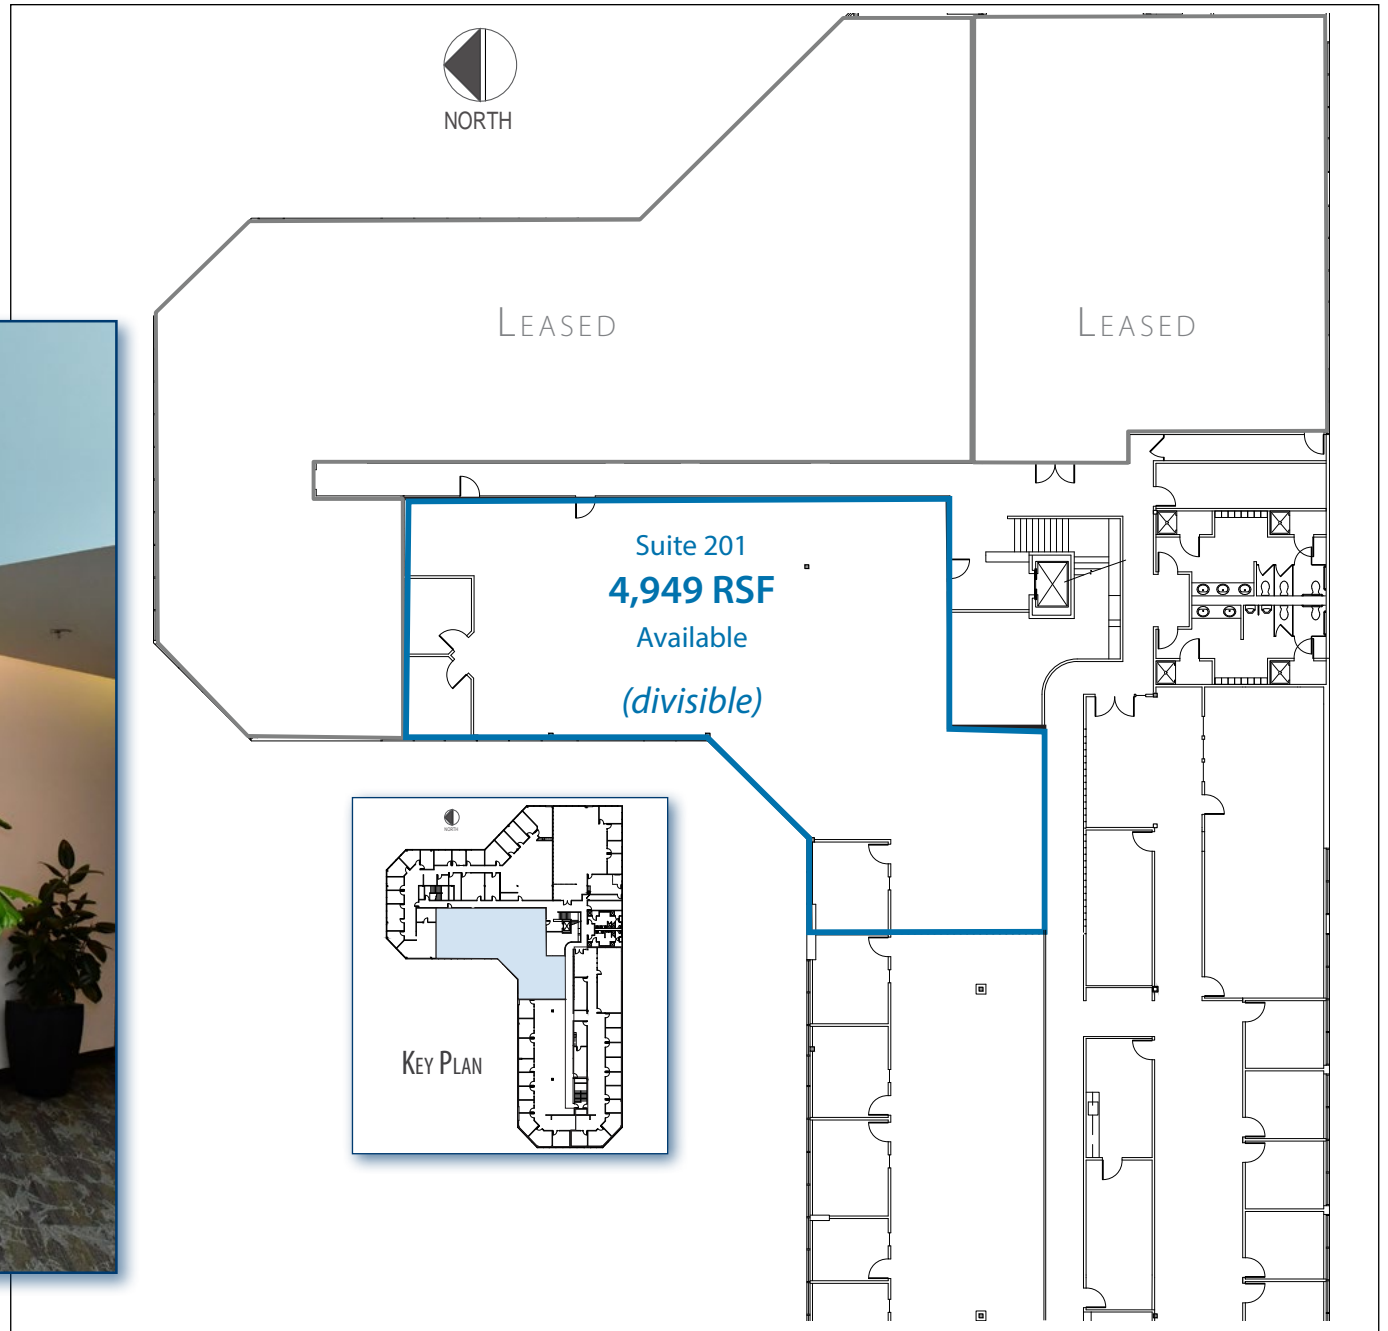 NORTH
LEASED
LEASED
Suite 201
4,949 RSF
Available
(divisible)
NORTH
KEY PLAN